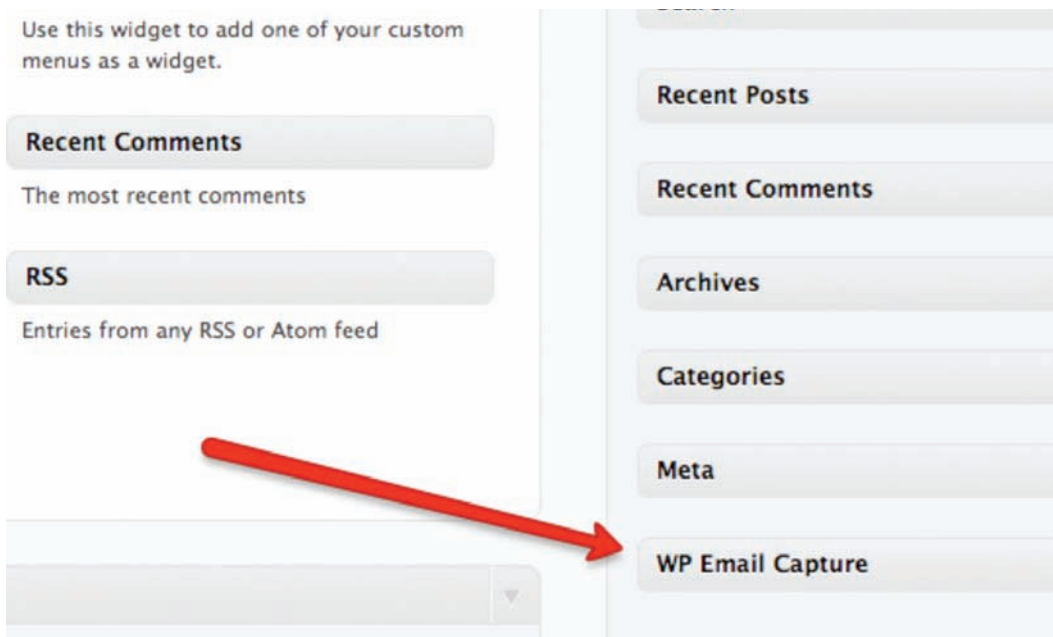 Use this widget to add one of your custom
menus as a widget.
Recent Comments
The most recent comments
RSS
Entries from any RSS or Atom feed
Recent Posts
Recent Comments
Archives
Categories
Meta
WP Email Capture